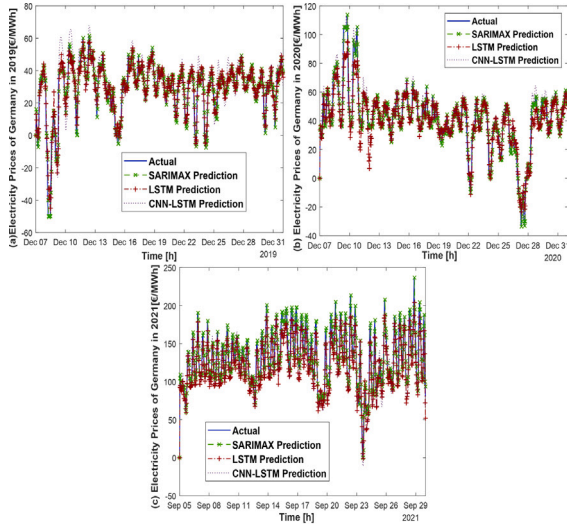 (a)Electricity Prices of Germany in 2019[€/MWh]
80
60
40
20
0
-20
-40
-60
Actual
SARIMAX Prediction
LSTM Prediction
CNN-LSTM Prediction
Dec 07 Dec 10 Dec 13 Dec 16 Dec 19 Dec 22 Dec 25 Dec 28 Dec 31
Time [h]
2019
(b)Electricity Prices of Germany in 2020[€/MWh]
120
100
80
60
40
20
0
-20
-40
Actual
SARIMAX Prediction
LSTM Prediction
CNN-LSTM Prediction
Dec 07 Dec 10 Dec 13 Dec 16 Dec 19 Dec 22 Dec 25 Dec 28 Dec 31
Time [h]
2020
(c) Electricity Prices of Germany in 2021[€/MWh]
250
200
150
100
50
0
-50
-100
Actual
SARIMAX Prediction
LSTM Prediction
CNN-LSTM Prediction
Sep 05 Sep 08 Sep 11 Sep 14 Sep 17 Sep 20 Sep 23 Sep 26 Sep 29
Time [h]
2021